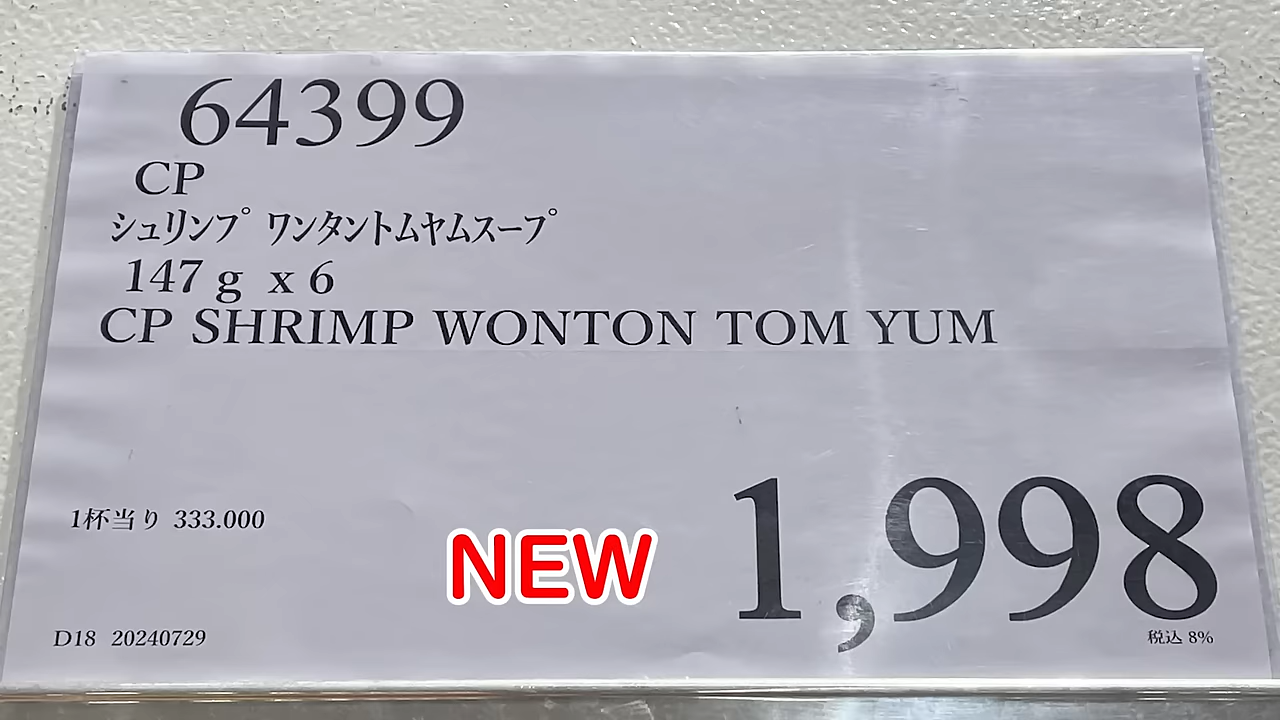 64399
CP
シュリンプ ワンタントムヤムスープ
147g x 6
CP SHRIMP WONTON TOM YUM
1杯当り 333.000
NEW
1,998
税込 8%
D18 20240729